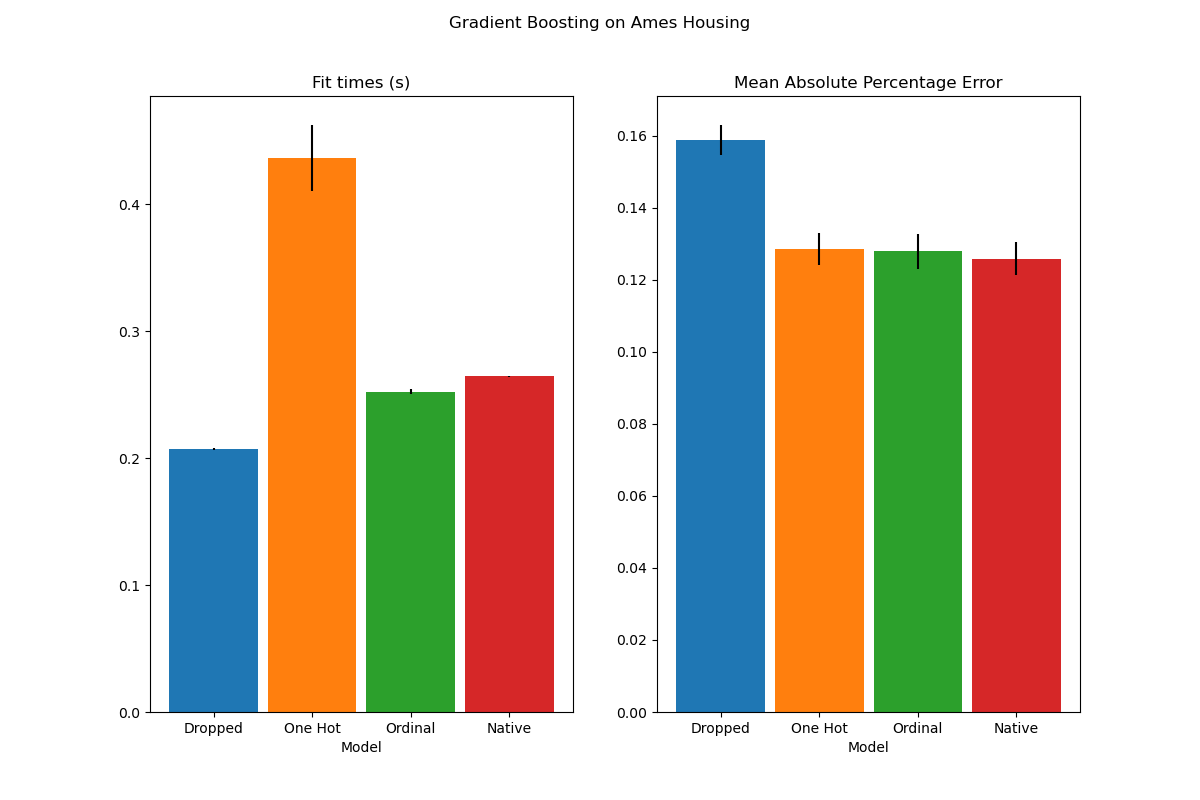 Gradient Boosting on Ames Housing
Fit times (s)
0.4
0.3
0.2
0.1
0.0
Dropped One Hot Ordinal Native
Model
Mean Absolute Percentage Error
0.16
0.14
0.12
0.10
0.08
0.06
0.04
0.02
0.00
Dropped One Hot Ordinal Native
Model